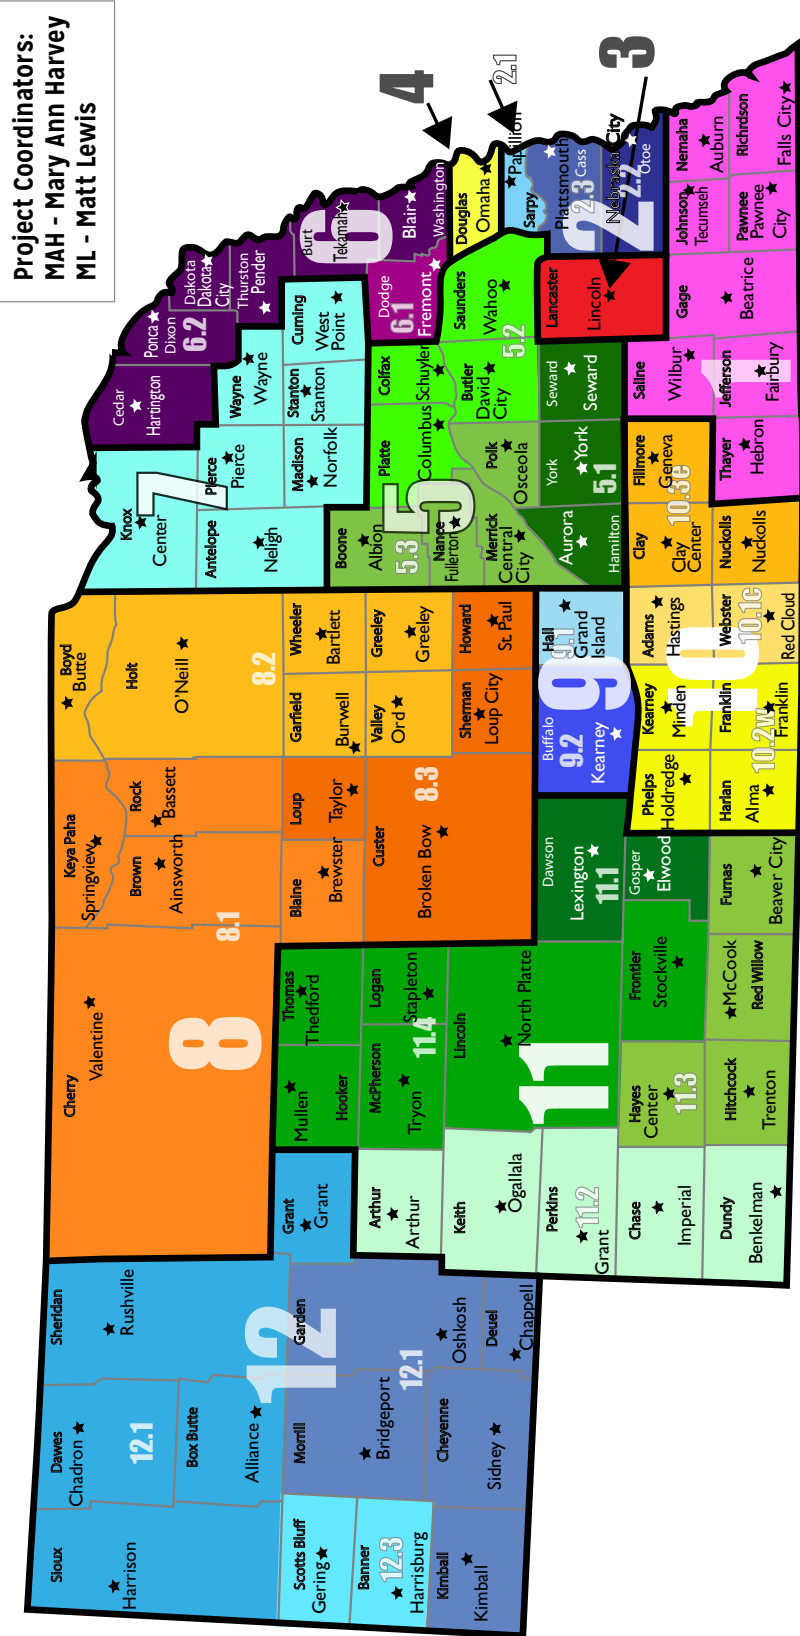 Project Coordinators:
MAH - Mary Ann Harvey
ML - Matt Lewis
Sioux
Harrison
Dawes
Chadron
12.1
Box Butte
Alliance
Sheridan
Rushville
12
Scotts Bluff
Gering
Banner
12.3
Harrisburg
Kimball
Kimball
Morrill
Bridgeport
12.1
Cheyenne
Sidney
Garden
Oshkosh
Deuel
Chappell
Grant
Grant
Cherry
Valentine
8
8.1
Keya Paha
Springview
Brown
Ainsworth
Rock
Bassett
Boyd
Butte
Holt
O'Neill
8.2
Blaine
Brewster
Loup
Taylor
Custer
Broken Bow
8.3
Garfield
Burwell
Wheeler
Bartlett
Valley
Ord
Greeley
Greeley
Sherman
Loup City
Howard
St Paul
Arthur
Arthur
Keith
Ogallala
Perkins
11.2
Grant
Chase
Imperial
Dundy
Benkelman
Mullen
Hooker
Thomas
Thedford
McPherson
Tryon
Logan
Stapleton
11.4
Lincoln
North Platte
11
Hayes
Center
11.3
Hitchcock
Trenton
Frontier
Stockville
McCook
Red Willow
Dawson
Lexington
11.1
Gosper
Elwood
Furnas
Beaver City
Buffalo
9.2
Kearney
9
Hall
9.1
Grand
Island
Phelps
Holdredge
Harlan
Alma
10.2W
Kearney
Minden
Franklin
Franklin
10
Adams
Hastings
Webster
10.1C
Red Cloud
Clay
Clay
Center
10.3e
Fillmore
Geneva
Nuckolls
Nuckolls
Knox
Center
7
Antelope
Neligh
Pierce
Pierce
Wayne
Wayne
Madison
Norfolk
Stanton
Stanton
Cuming
West
Point
Cedar
Hartington
Ponca
Dixon
6.2
Dakota
Dakota
City
Thurston
Pender
Burt
Tekamah
6
Blair
Washington
Dodge
6.1
Fremont
Boone
Albion
5.3
Nance
Fullerton
Merrick
Central
City
Platte
Columbus
5
Colfax
Schuyler
Butler
David
City
Polk
Osceola
Saunders
Wahoo
5.2
Aurora
Hamilton
York
York
5.1
Seward
Seward
Douglas
Omaha
4
Sarpy
Papillion
2.1
Plattsmouth
2.3
Cass
2
Nebraska City
2.2
Otoe
3
Lancaster
Lincoln
Saline
Wilbur
Thayer
Hebron
Jefferson
Fairbury
1
Gage
Beatrice
Johnson
Tecumseh
Pawnee
Pawnee
City
Nemaha
Auburn
Richrdson
Falls City